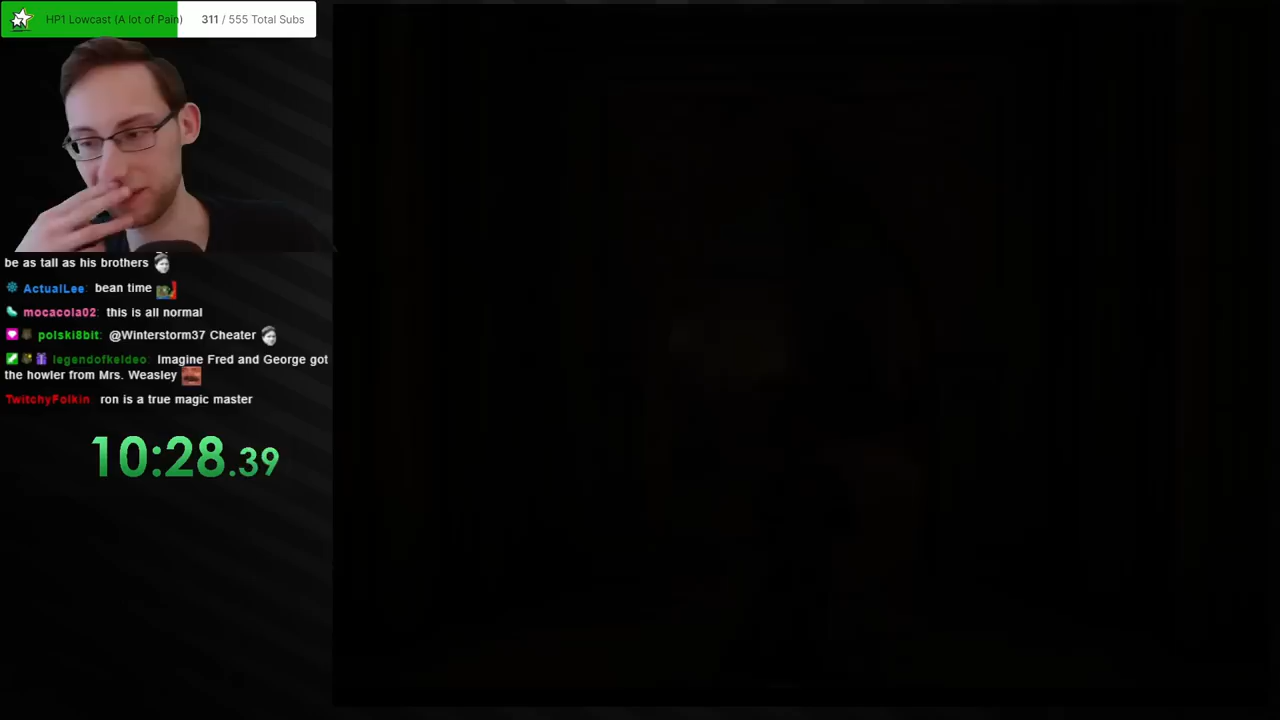 HP1 Lowcast (A lot of Pain) 311 / 555 Total Subs
be as tall as his brothers
ActualLee: bean time
mocacola02: this is all normal
polski8bit: @Winterstorm37 Cheater
legendofkeldeo: Imagine Fred and George got
the howler from Mrs. Weasley
TwitchyFolkin ron is a true magic master
10:28.39